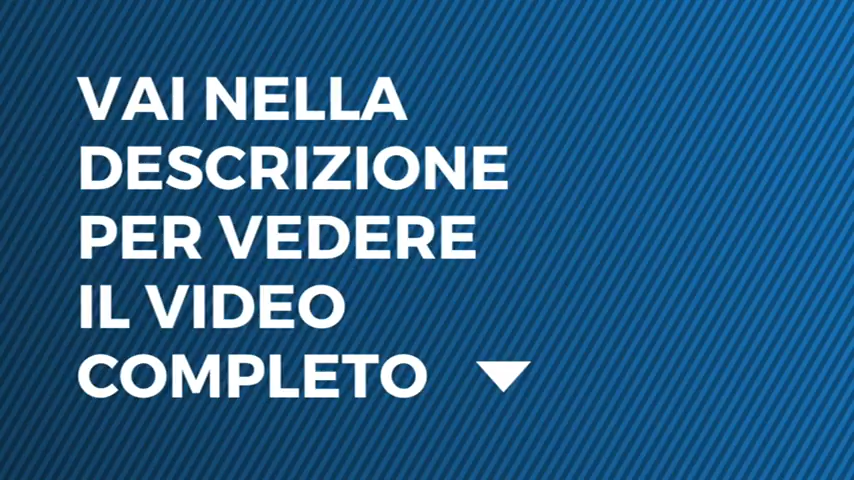 VAI NELLA
DESCRIZIONE
PER VEDERE
IL VIDEO
COMPLETO